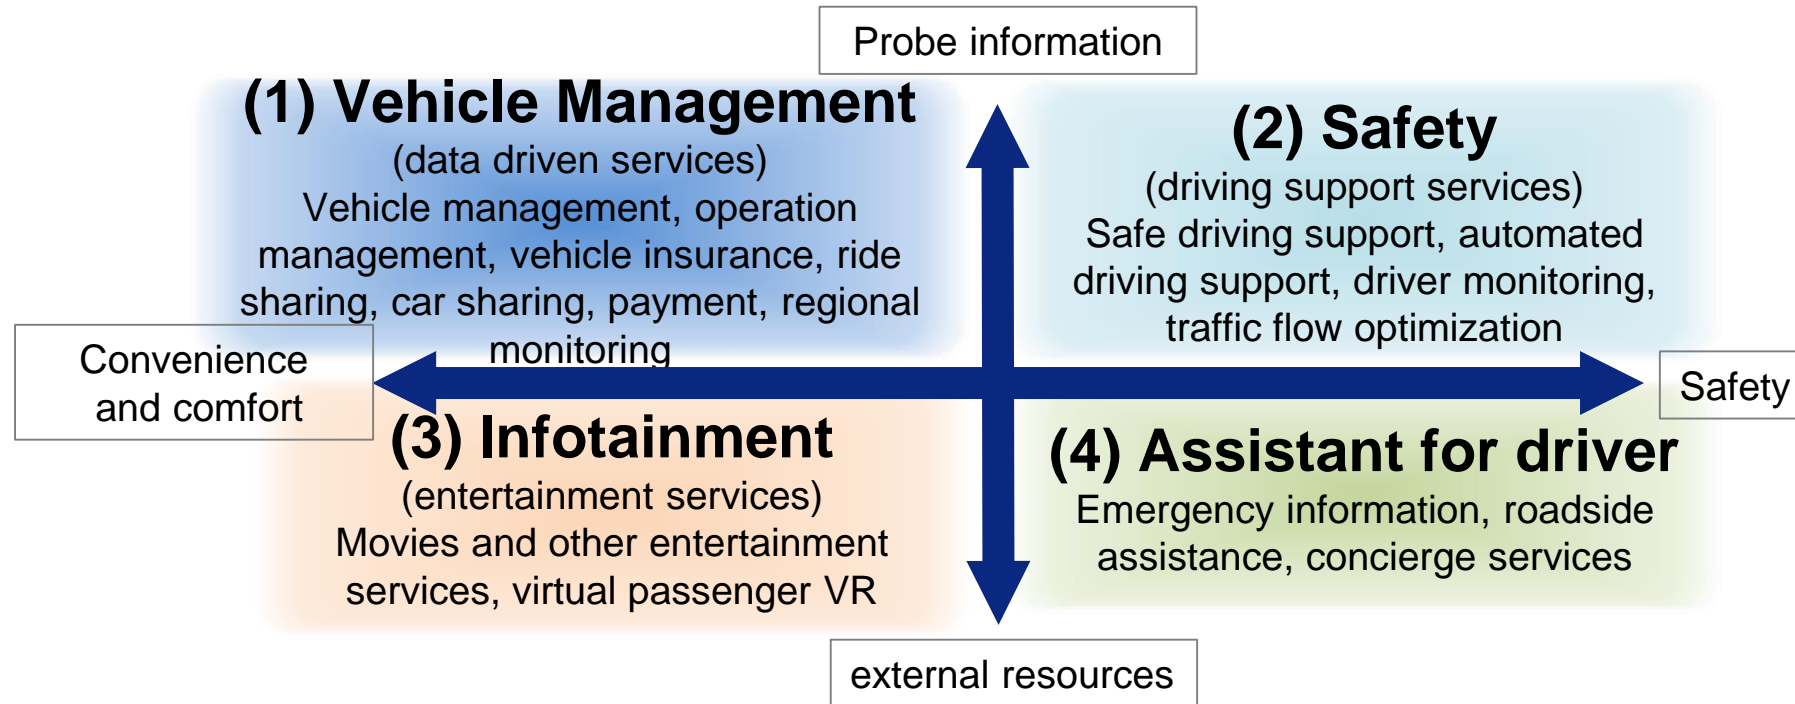 Probe information
(1) Vehicle Management
(data driven services)
Vehicle management, operation
management, vehicle insurance, ride
sharing, car sharing, payment, regional
monitoring
(2) Safety
(driving support services)
Safe driving support, automated
driving support, driver monitoring,
traffic flow optimization
Convenience
and comfort
Safety
(3) Infotainment
(entertainment services)
Movies and other entertainment
services, virtual passenger VR
(4) Assistant for driver
Emergency information, roadside
assistance, concierge services
external resources